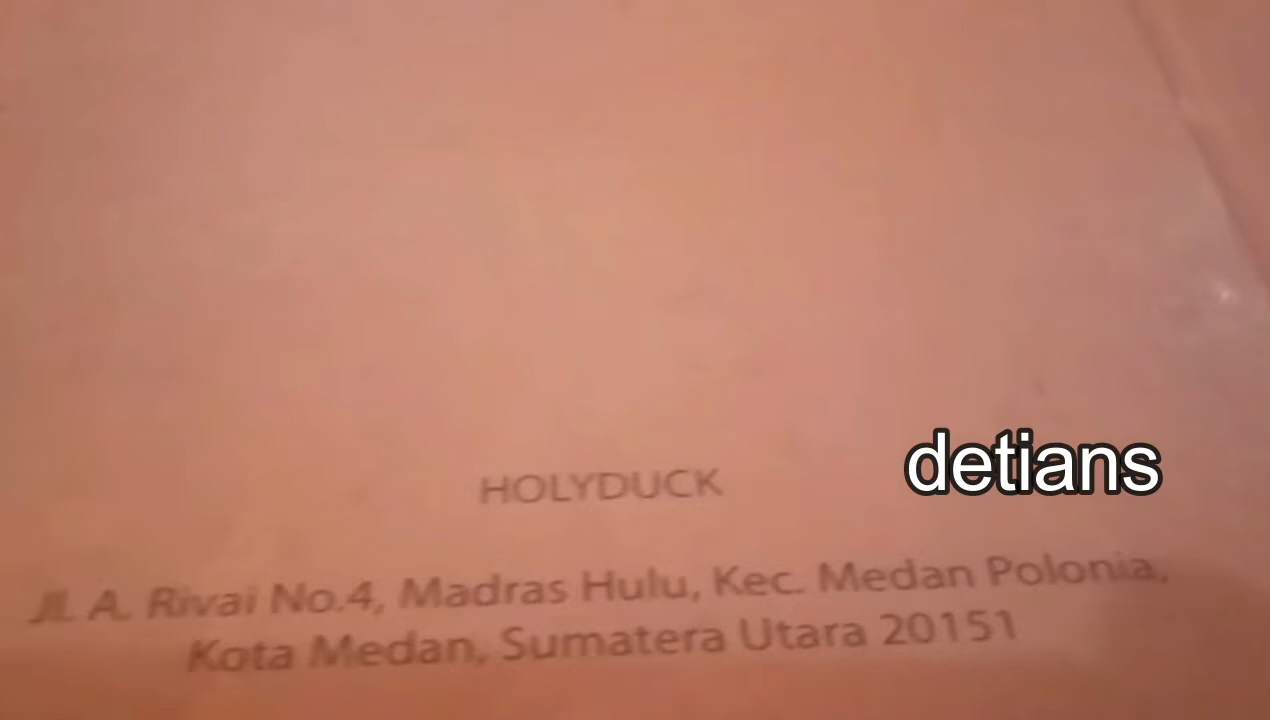 HOLYDUCK
detians
Jl. A. Rivai No.4, Madras Hulu, Kec. Medan Polonia,
Kota Medan, Sumatera Utara 20151